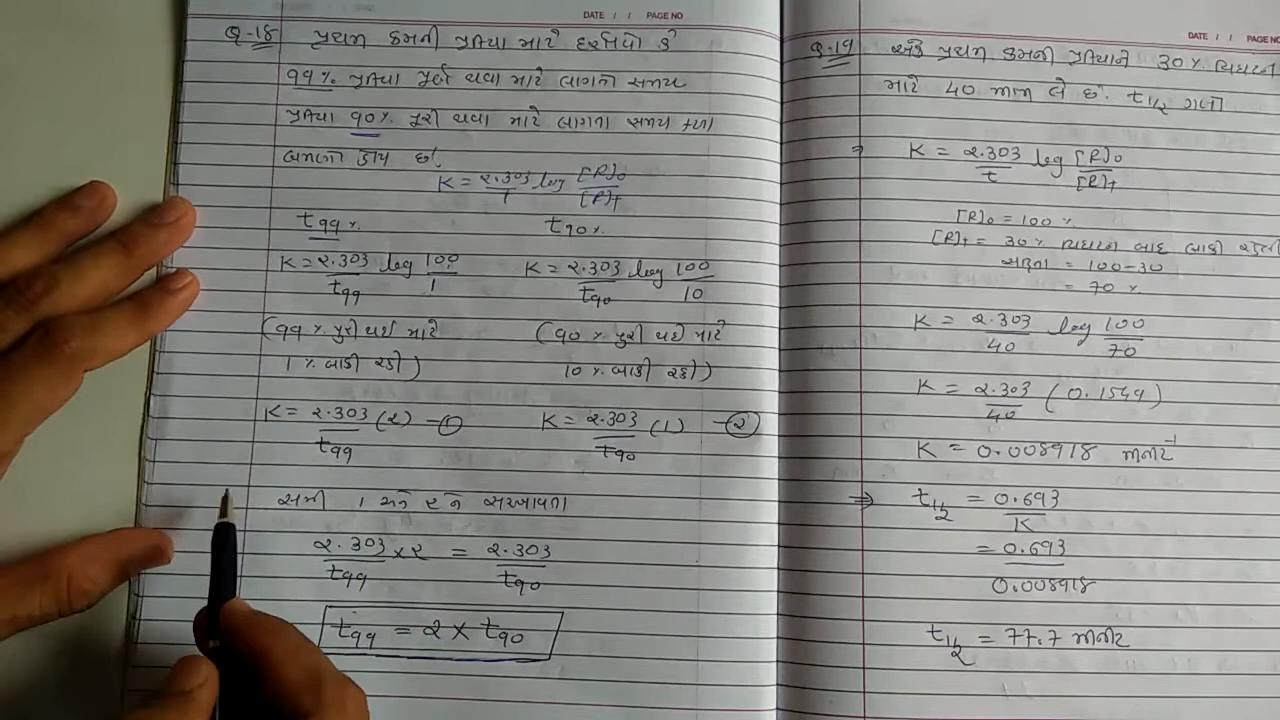 DATE / / PAGE NO
Q-18 પ્રથમ ક્રમની પ્રક્રિયા માટે દર્શાવો કે
99 % પ્રક્રિયા પૂર્ણ થવા માટે લાગતો સમય
પ્રક્રિયા 90 % પૂરી થવા માટે લાગતા સમય
બમણો હોય છે.
K = 2.303/t log [R]₀/[R]t
t99 % t90 %
K = 2.303/t99 log 100/1 K = 2.303/t90 log 100/10
(99 % પુરી થઈ માટે (90 % પુરી થઈ માટે
1 % બાકી રહી) 10 % બાકી રહી)
K = 2.303/t99 (2) —① K = 2.303/t90 (1) —②
સમી 1 અને 2 ને સરખાવતા
2.303/t99 × 2 = 2.303/t90
t99 = 2 × t90
DATE / / PAGE NO
Q-19 એક પ્રથમ ક્રમની પ્રક્રિયાને 30 % વિઘટન
માટે 40 મીન લે છે. t1/2 ગણો
⇒ K = 2.303/t log [R]₀/[R]t
[R]₀ = 100 %
[R]t = 30 % વિઘટન બાદ બાકી રહેલી
સાંદ્રતા = 100-30
= 70 %
K = 2.303/40 log 100/70
K = 2.303/40 (0.1549)
K = 0.008918 મીનીટ⁻¹
⇒ t1/2 = 0.693/K
= 0.693/0.008918
t1/2 = 77.7 મીનીટ